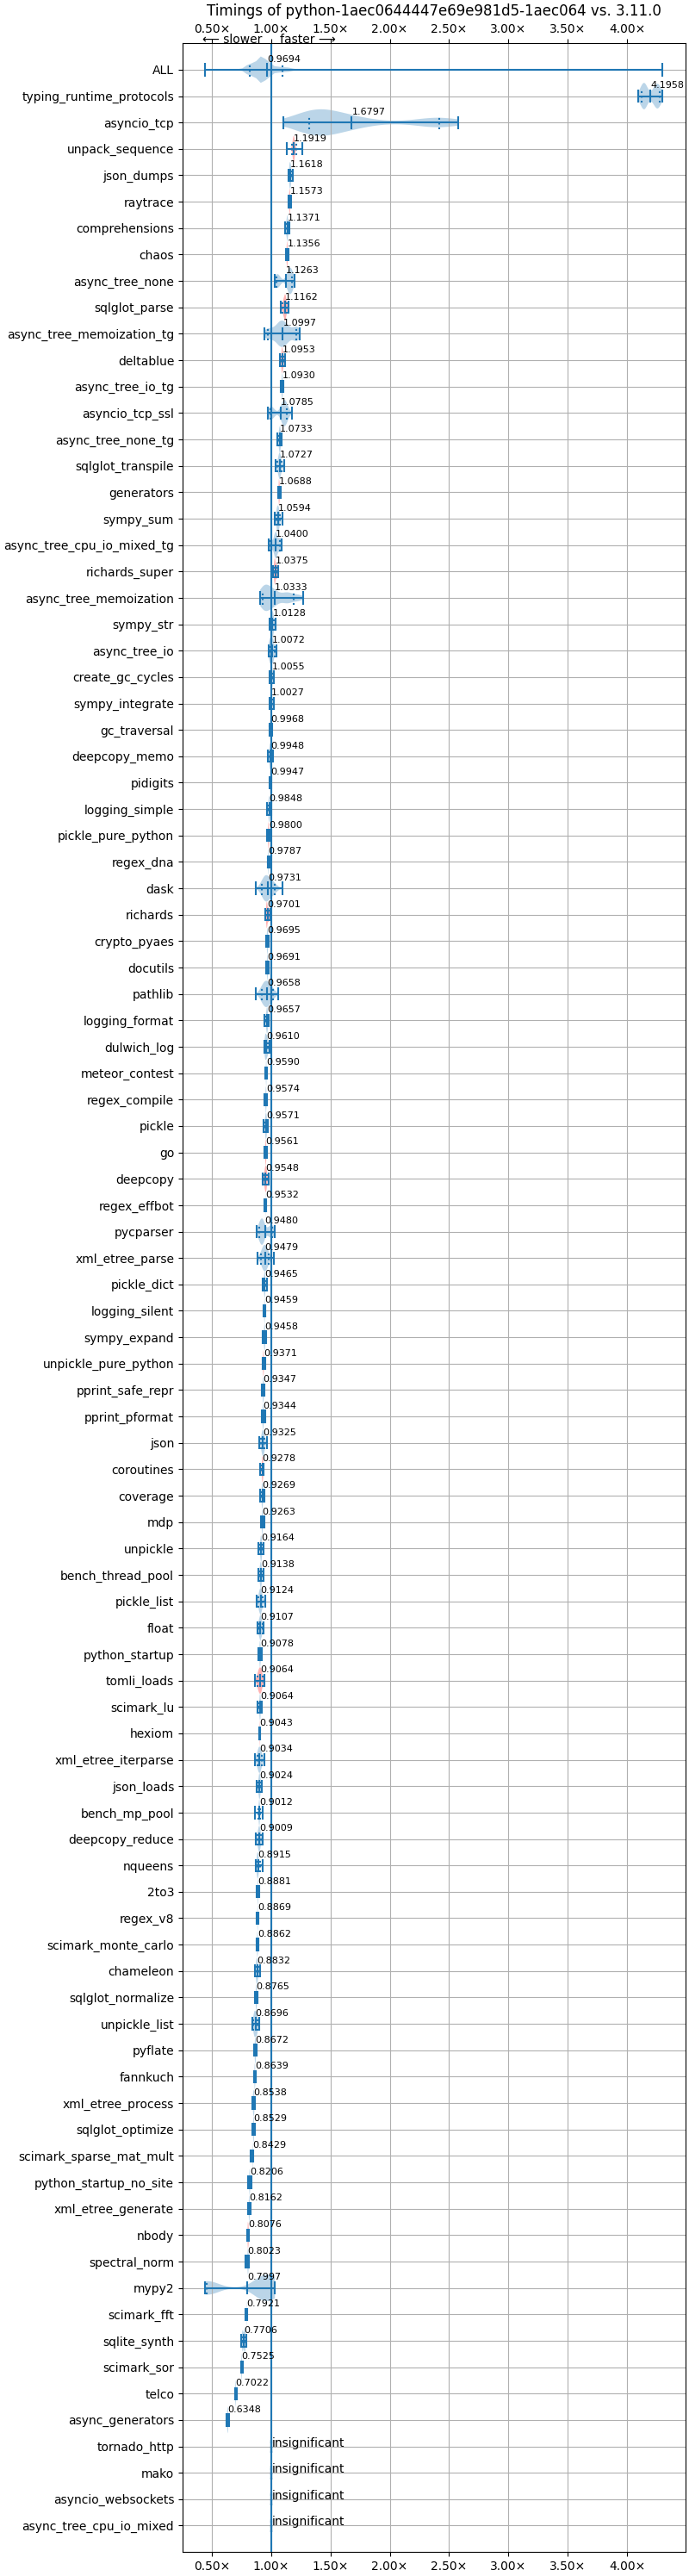 Timings of python-1aec0644447e69e981d5-1aec064 vs. 3.11.0
0.50× 1.00× 1.50× 2.00× 2.50× 3.00× 3.50× 4.00×
⟵ slower faster ⟶
ALL 0.9694
typing_runtime_protocols 4.1958
asyncio_tcp 1.6797
unpack_sequence 1.1919
json_dumps 1.1618
raytrace 1.1573
comprehensions 1.1371
chaos 1.1356
async_tree_none 1.1263
sqlglot_parse 1.1162
async_tree_memoization_tg 1.0997
deltablue 1.0953
async_tree_io_tg 1.0930
asyncio_tcp_ssl 1.0785
async_tree_none_tg 1.0733
sqlglot_transpile 1.0727
generators 1.0688
sympy_sum 1.0594
async_tree_cpu_io_mixed_tg 1.0400
richards_super 1.0375
async_tree_memoization 1.0333
sympy_str 1.0128
async_tree_io 1.0072
create_gc_cycles 1.0055
sympy_integrate 1.0027
gc_traversal 0.9968
deepcopy_memo 0.9948
pidigits 0.9947
logging_simple 0.9848
pickle_pure_python 0.9800
regex_dna 0.9787
dask 0.9731
richards 0.9701
crypto_pyaes 0.9695
docutils 0.9691
pathlib 0.9658
logging_format 0.9657
dulwich_log 0.9610
meteor_contest 0.9590
regex_compile 0.9574
pickle 0.9571
go 0.9561
deepcopy 0.9548
regex_effbot 0.9532
pycparser 0.9480
xml_etree_parse 0.9479
pickle_dict 0.9465
logging_silent 0.9459
sympy_expand 0.9458
unpickle_pure_python 0.9371
pprint_safe_repr 0.9347
pprint_pformat 0.9344
json 0.9325
coroutines 0.9278
coverage 0.9269
mdp 0.9263
unpickle 0.9164
bench_thread_pool 0.9138
pickle_list 0.9124
float 0.9107
python_startup 0.9078
tomli_loads 0.9064
scimark_lu 0.9064
hexiom 0.9043
xml_etree_iterparse 0.9034
json_loads 0.9024
bench_mp_pool 0.9012
deepcopy_reduce 0.9009
nqueens 0.8915
2to3 0.8881
regex_v8 0.8869
scimark_monte_carlo 0.8862
chameleon 0.8832
sqlglot_normalize 0.8765
unpickle_list 0.8696
pyflate 0.8672
fannkuch 0.8639
xml_etree_process 0.8538
sqlglot_optimize 0.8529
scimark_sparse_mat_mult 0.8429
python_startup_no_site 0.8206
xml_etree_generate 0.8162
nbody 0.8076
spectral_norm 0.8023
mypy2 0.7997
scimark_fft 0.7921
sqlite_synth 0.7706
scimark_sor 0.7525
telco 0.7022
async_generators 0.6348
tornado_http insignificant
mako insignificant
asyncio_websockets insignificant
async_tree_cpu_io_mixed insignificant
0.50× 1.00× 1.50× 2.00× 2.50× 3.00× 3.50× 4.00×